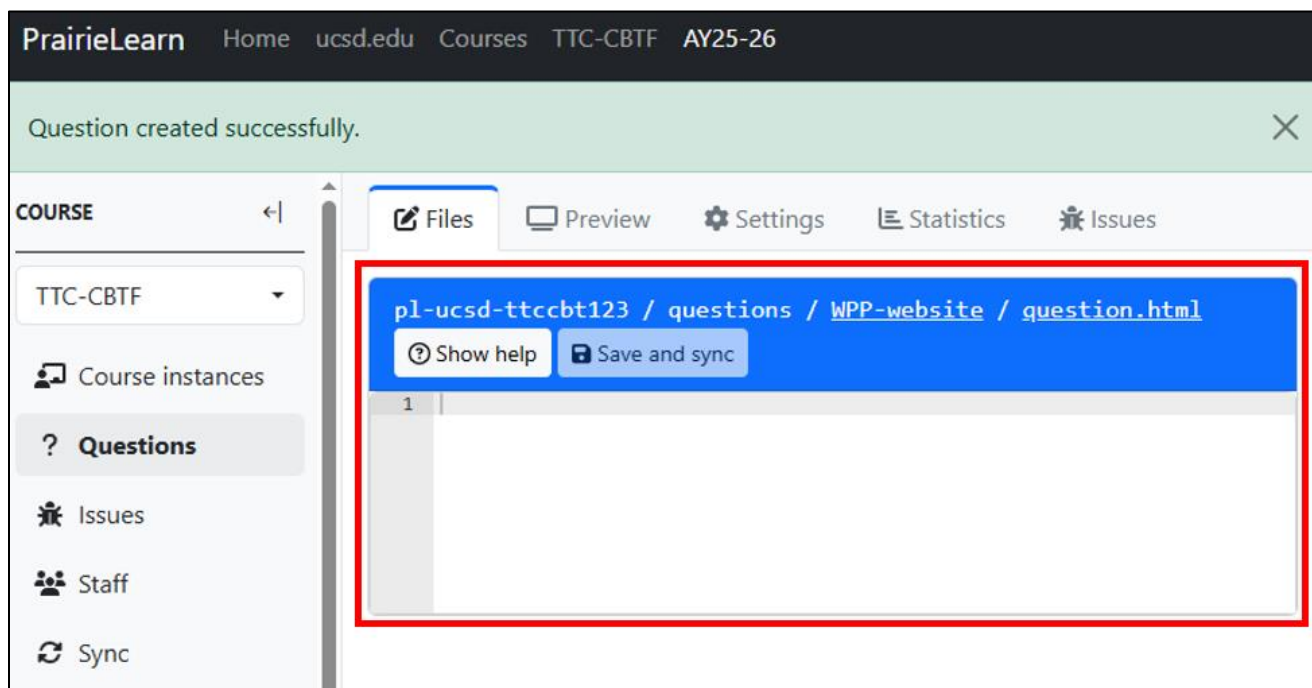 PrairieLearn Home ucsd.edu Courses TTC-CBTF AY25-26
Question created successfully.
COURSE
Files Preview Settings Statistics Issues
TTC-CBTF
pl-ucsd-ttccbt123 / questions / WPP-website / question.html
Show help Save and sync
1
Course instances
? Questions
Issues
Staff
Sync